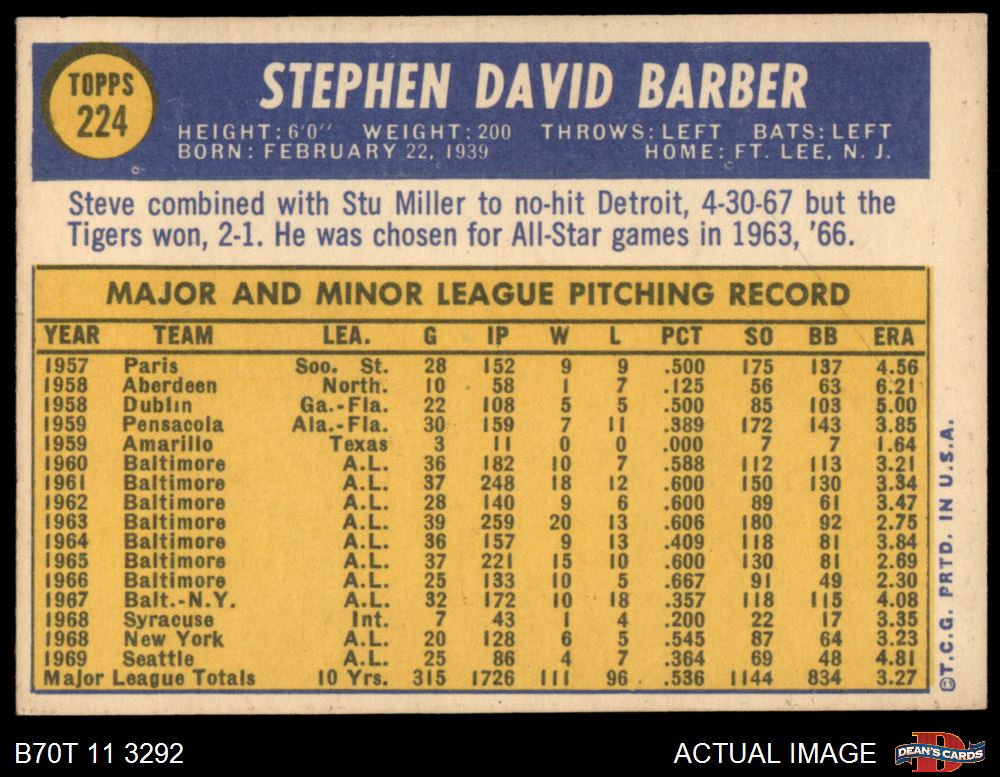 TOPPS
224
STEPHEN DAVID BARBER
HEIGHT: 6'0" WEIGHT: 200 THROWS: LEFT BATS: LEFT
BORN: FEBRUARY 22, 1939 HOME: FT. LEE, N. J.
Steve combined with Stu Miller to no-hit Detroit, 4-30-67 but the
Tigers won, 2-1. He was chosen for All-Star games in 1963, '66.
MAJOR AND MINOR LEAGUE PITCHING RECORD
YEAR TEAM LEA. G IP W L PCT SO BB ERA
1957 Paris Soo. St. 28 152 9 9 .500 175 137 4.56
1958 Aberdeen North. 10 58 1 7 .125 56 63 6.21
1958 Dublin Ga.-Fla. 22 108 5 5 .500 85 103 5.00
1959 Pensacola Ala.-Fla. 30 159 7 11 .389 172 143 3.85
1959 Amarillo Texas 3 11 0 0 .000 7 7 1.64
1960 Baltimore A.L. 36 182 10 7 .588 112 113 3.21
1961 Baltimore A.L. 37 248 18 12 .600 150 130 3.34
1962 Baltimore A.L. 28 140 9 6 .600 89 61 3.47
1963 Baltimore A.L. 39 259 20 13 .606 180 92 2.75
1964 Baltimore A.L. 36 157 9 13 .409 118 81 3.84
1965 Baltimore A.L. 37 221 15 10 .600 130 81 2.69
1966 Baltimore A.L. 25 133 10 5 .667 91 49 2.30
1967 Balt.-N.Y. A.L. 32 172 10 18 .357 118 115 4.08
1968 Syracuse Int. 7 43 1 4 .200 22 17 3.35
1968 New York A.L. 20 128 6 5 .545 87 64 3.23
1969 Seattle A.L. 25 86 4 7 .364 69 48 4.81
Major League Totals 10 Yrs. 315 1726 111 96 .536 1144 834 3.27
©T.C.G. PRTD. IN U.S.A.
B70T 11 3292 ACTUAL IMAGE
D
DEAN'S CARDS